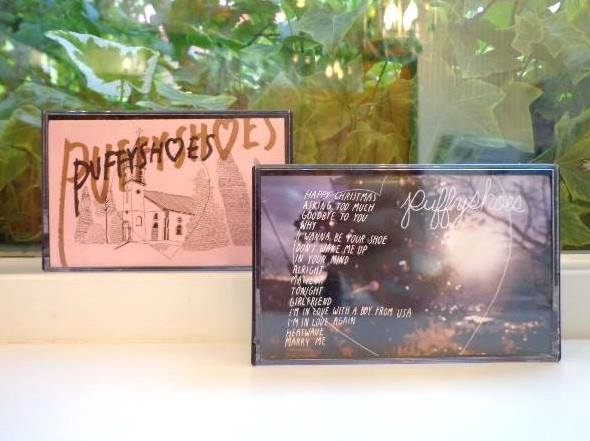 PUFFYSHOES
PUFFYSHOES
puffyshoes
HAPPY CHRISTMAS
ASKING TOO MUCH
GOODBYE TO YOU
WHY
I WANNA BE YOUR SHOE
DON'T WAKE ME UP
IN YOUR MIND
ALRIGHT
TONIGHT
GIRLFRIEND
I'M IN LOVE WITH A BOY FROM USA
I'M IN LOVE AGAIN
HEATWAVE
MARRY ME